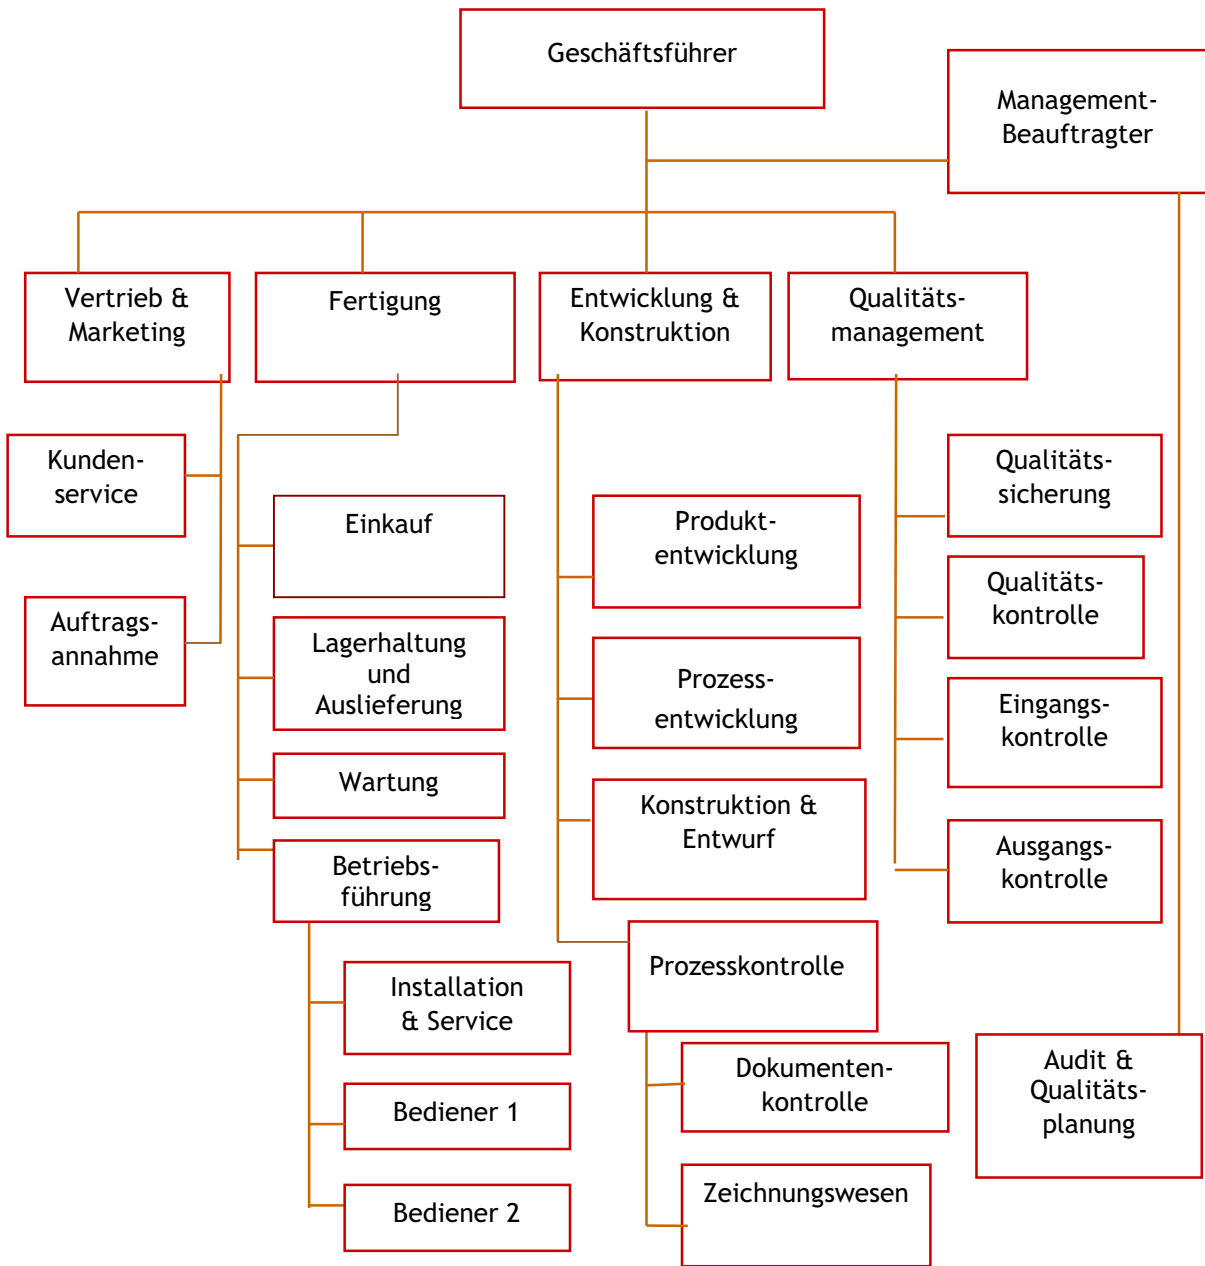 Geschäftsführer
Management-
Beauftragter
Vertrieb &
Marketing
Fertigung
Entwicklung &
Konstruktion
Qualitäts-
management
Kunden-
service
Auftrags-
annahme
Einkauf
Lagerhaltung
und
Auslieferung
Wartung
Betriebs-
führung
Installation
& Service
Bediener 1
Bediener 2
Produkt-
entwicklung
Prozess-
entwicklung
Konstruktion &
Entwurf
Prozesskontrolle
Dokumenten-
kontrolle
Zeichnungswesen
Qualitäts-
sicherung
Qualitäts-
kontrolle
Eingangs-
kontrolle
Ausgangs-
kontrolle
Audit &
Qualitäts-
planung